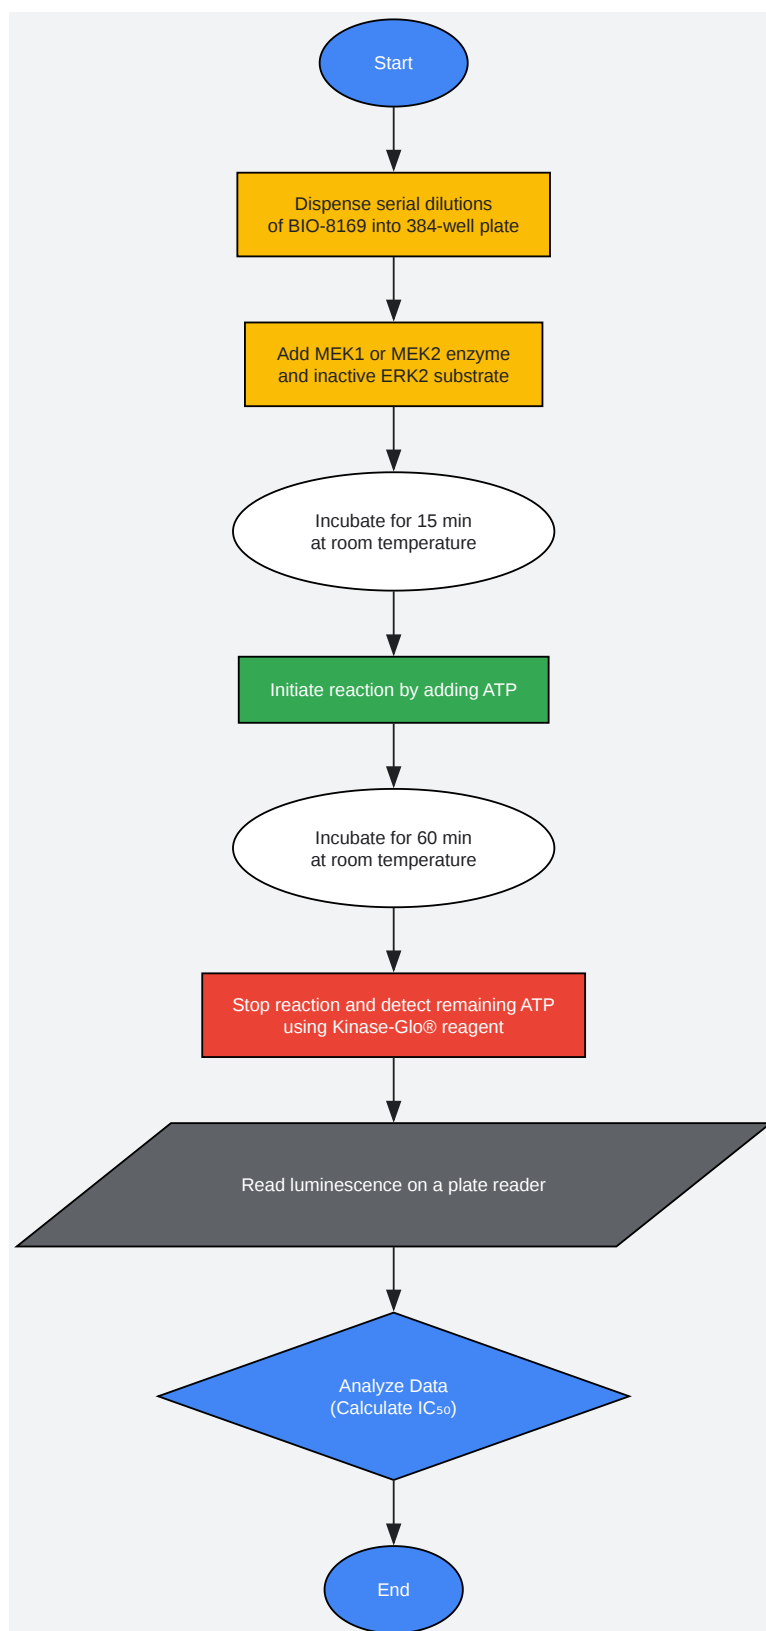 Start
Dispense serial dilutions
of BIO-8169 into 384-well plate
Add MEK1 or MEK2 enzyme
and inactive ERK2 substrate
Incubate for 15 min
at room temperature
Initiate reaction by adding ATP
Incubate for 60 min
at room temperature
Stop reaction and detect remaining ATP
using Kinase-Glo® reagent
Read luminescence on a plate reader
Analyze Data
(Calculate IC₅₀)
End